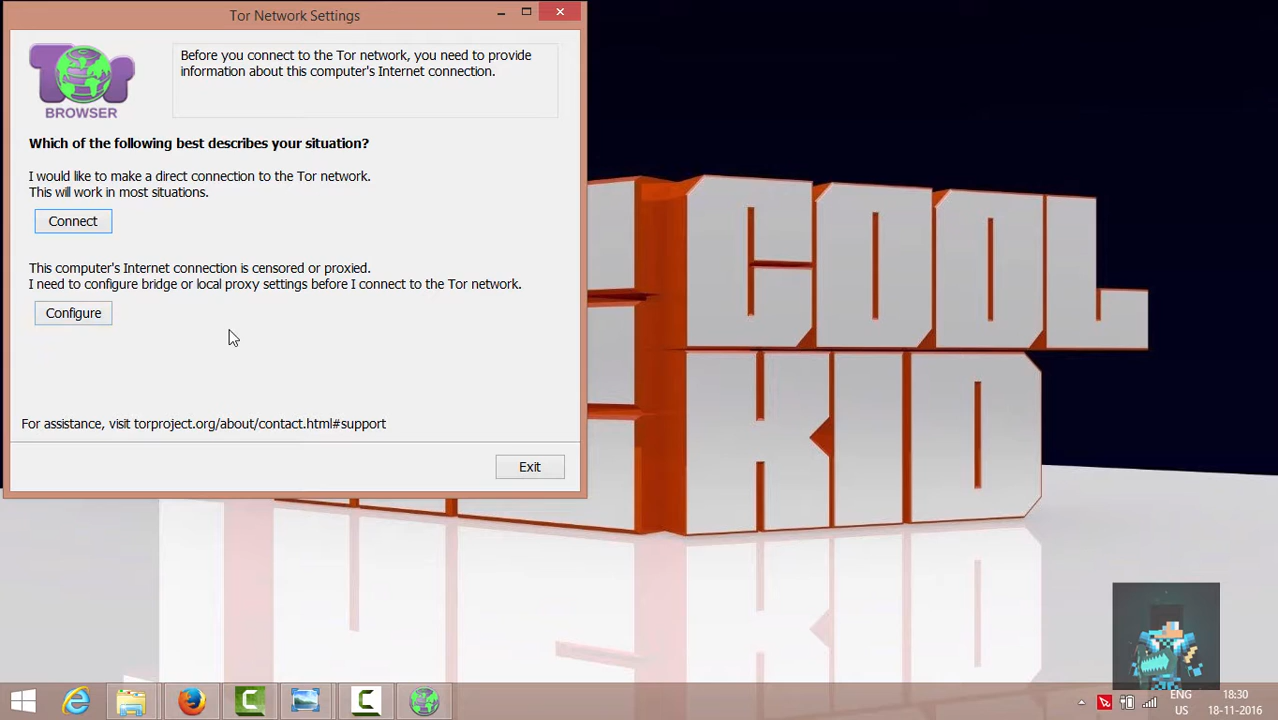 Tor Network Settings
Tor
BROWSER
Before you connect to the Tor network, you need to provide
information about this computer's Internet connection.
Which of the following best describes your situation?
I would like to make a direct connection to the Tor network.
This will work in most situations.
Connect
This computer's Internet connection is censored or proxied.
I need to configure bridge or local proxy settings before I connect to the Tor network.
Configure
For assistance, visit torproject.org/about/contact.html#support
Exit
COOL
KID
ENG
US
18:30
18-11-2016